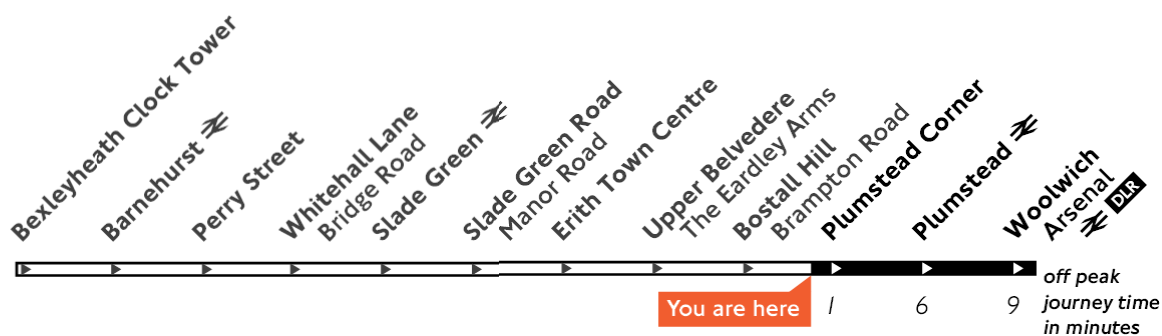 Bexleyheath Clock Tower
Barnehurst
Perry Street
Whitehall Lane
Bridge Road
Slade Green
Slade Green Road
Manor Road
Erith Town Centre
Upper Belvedere
The Eardley Arms
Bostall Hill
Brampton Road
Plumstead Corner
Plumstead
Woolwich
Arsenal
DLR
You are here
1
6
9
off peak
journey time
in minutes